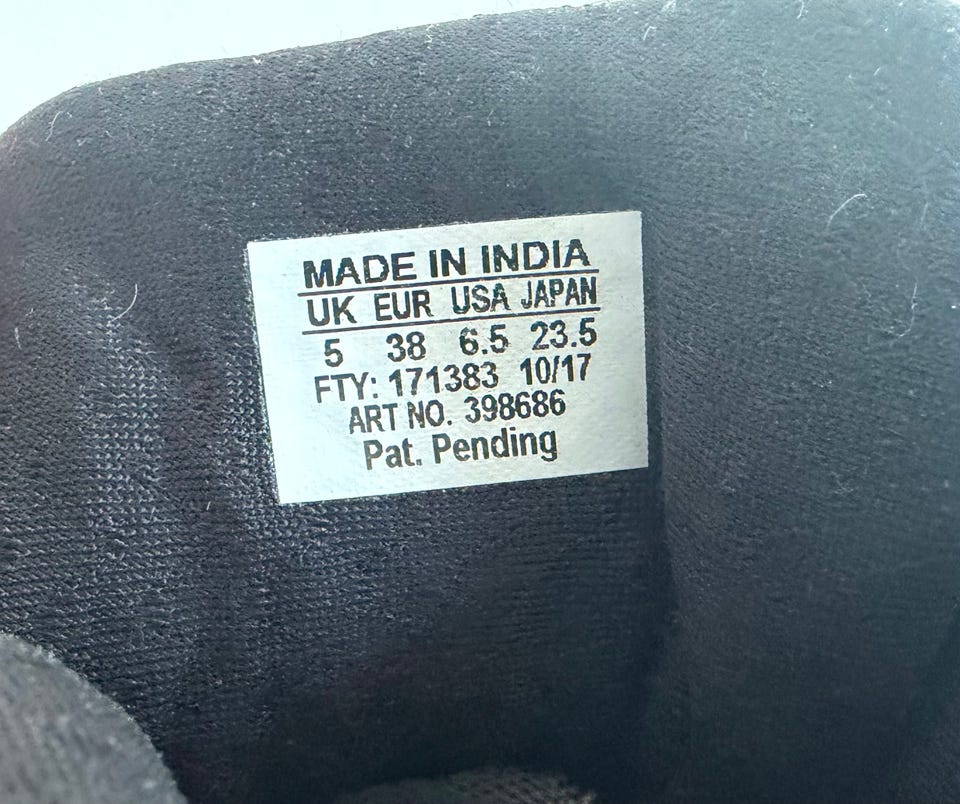 MADE IN INDIA
UK EUR USA JAPAN
5 38 6.5 23.5
FTY: 171383 10/17
ART NO. 398686
Pat. Pending